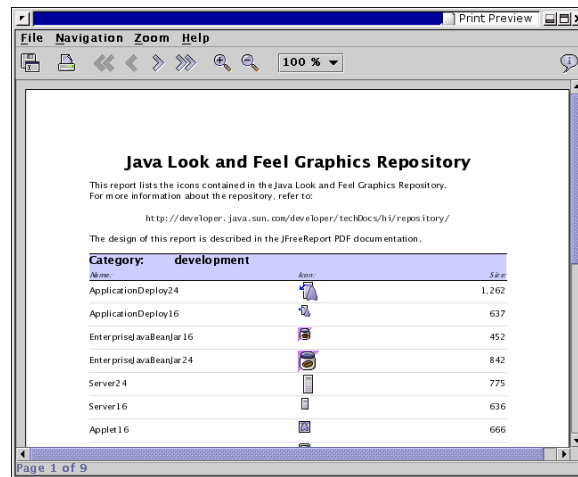 Print Preview
File Navigation Zoom Help
100 %
Java Look and Feel Graphics Repository
This report lists the icons contained in the Java Look and Feel Graphics Repository.
For more information about the repository, refer to:
http://developer.java.sun.com/developer/techDocs/hi/repository/
The design of this report is described in the JFreeReport PDF documentation.
Category: development
Name: Icon: Size:
ApplicationDeploy24 1,262
ApplicationDeploy16 637
EnterpriseJavaBeanJar16 452
EnterpriseJavaBeanJar24 842
Server24 775
Server16 636
Applet16 666
Page 1 of 9